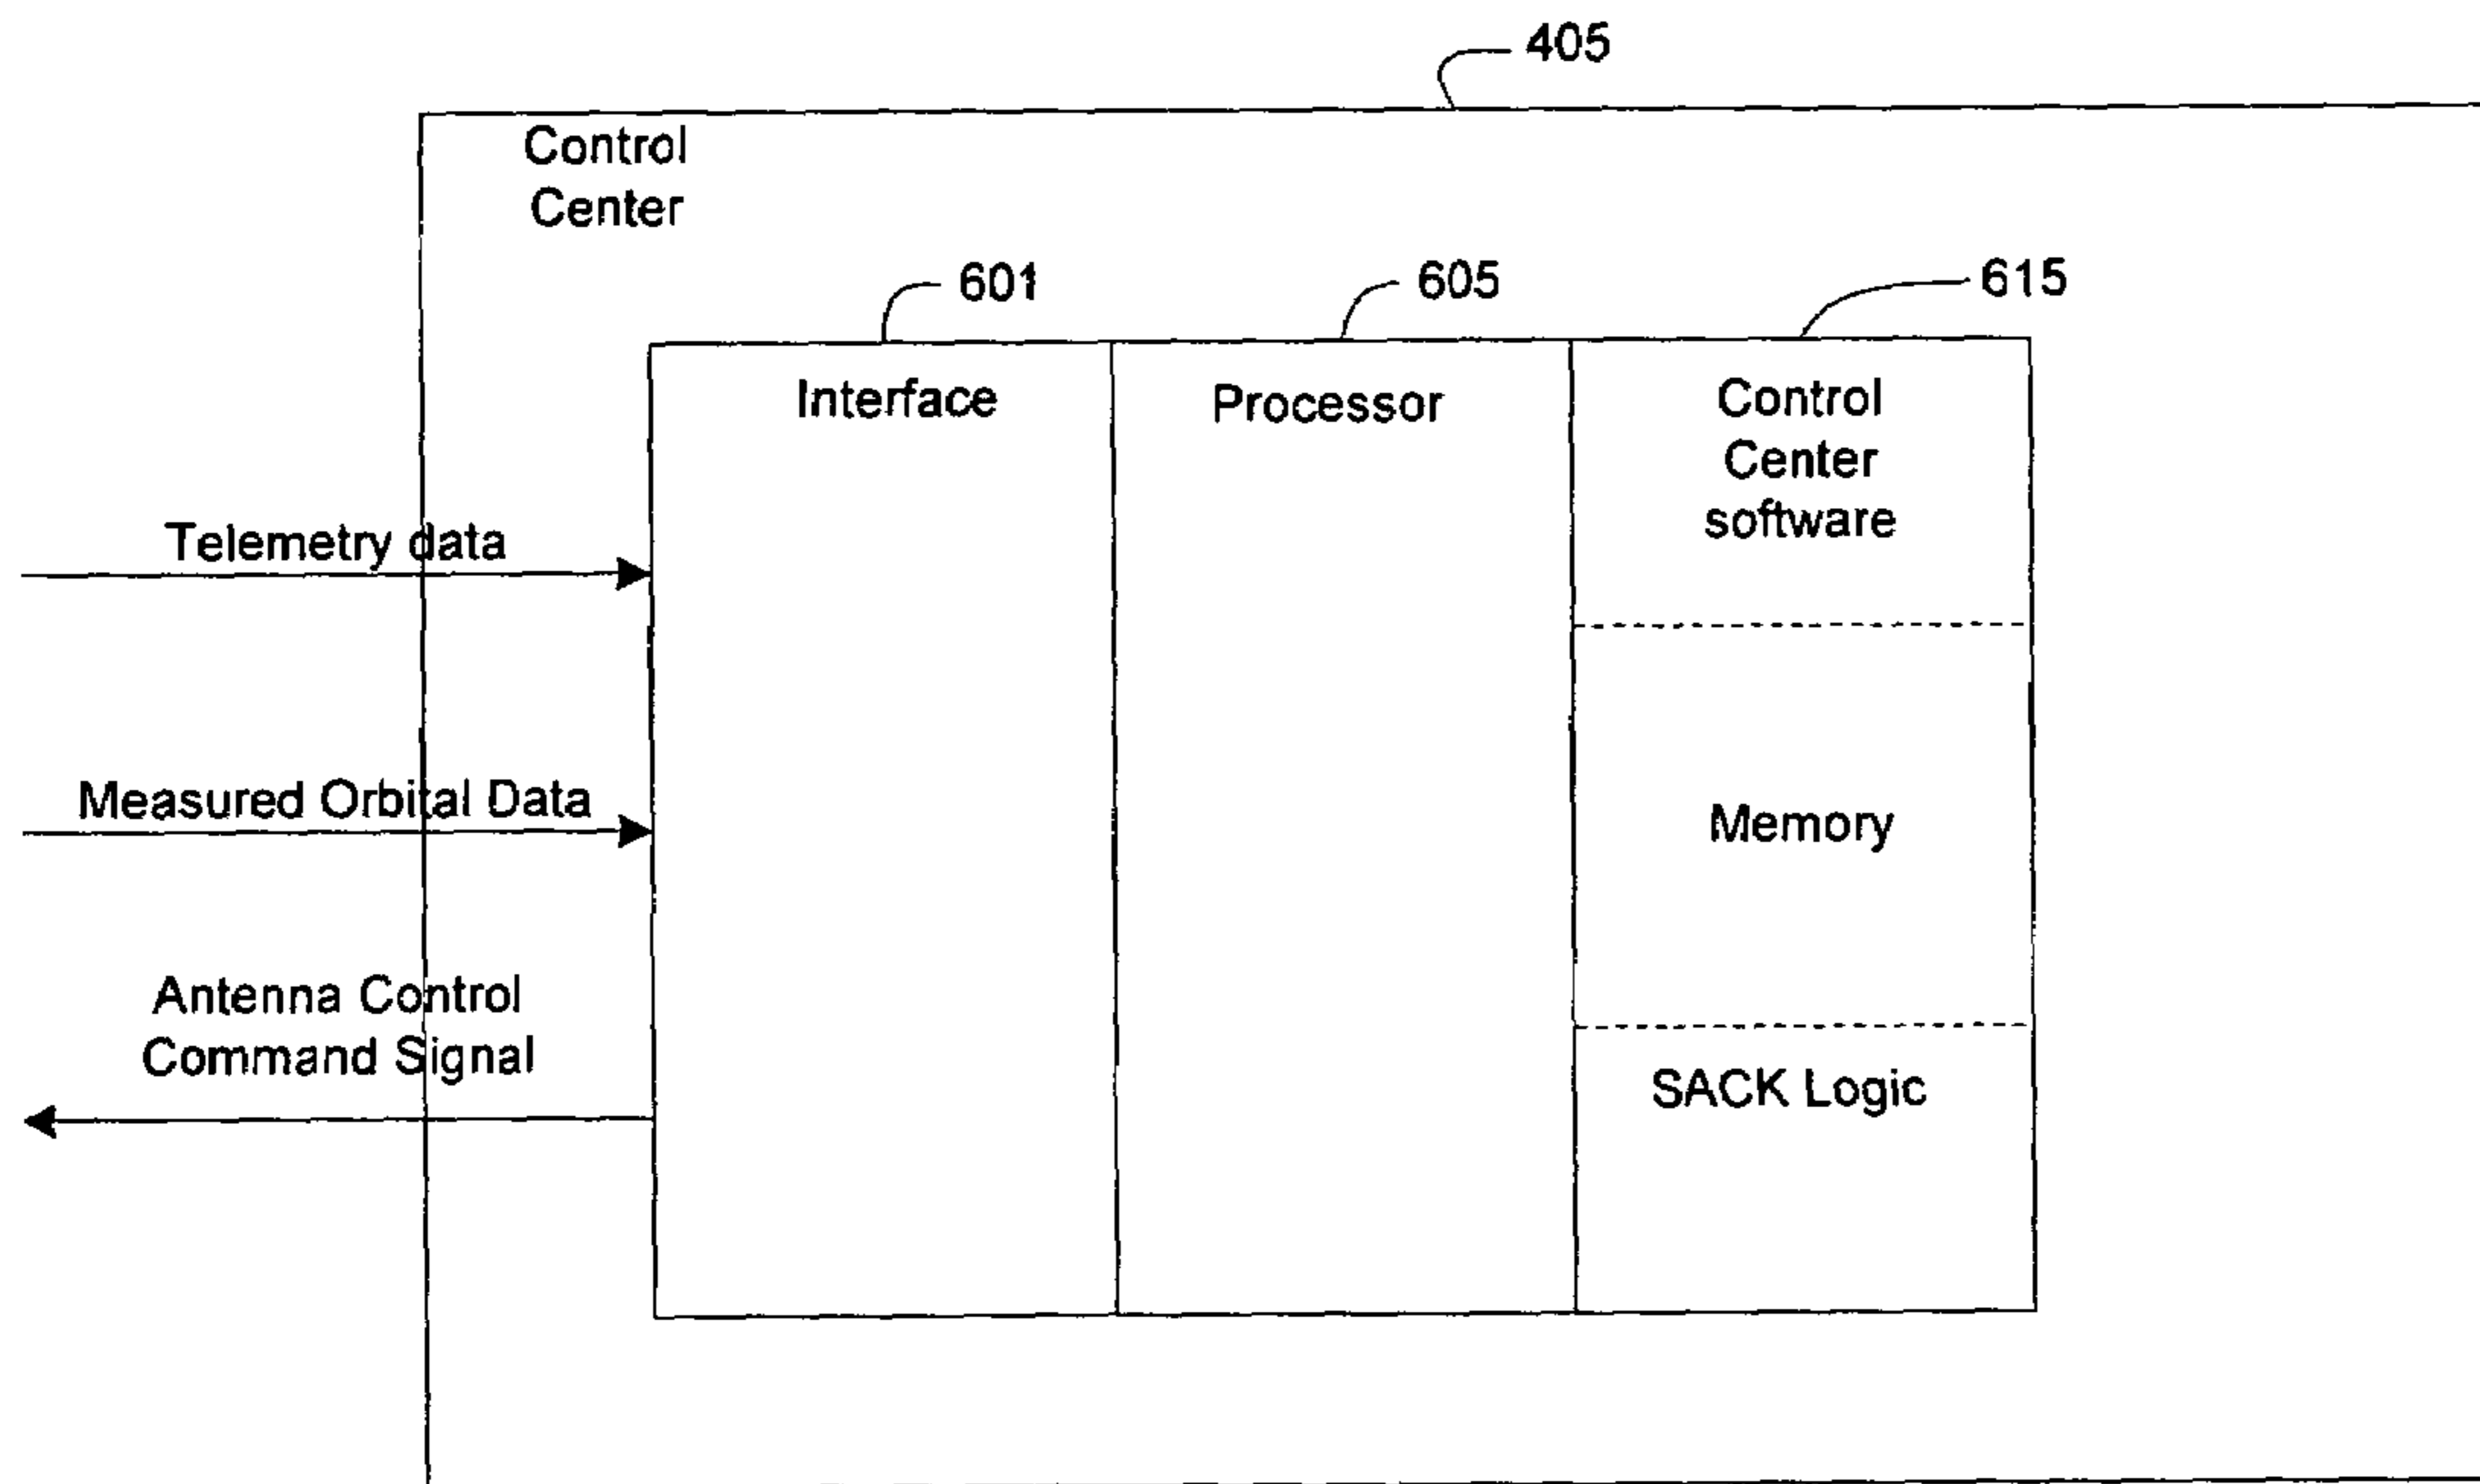 405
Control
Center
601
605
615
Interface
Processor
Control
Center
software
Telemetry data
Measured Orbital Data
Memory
Antenna Control
Command Signal
SACK Logic